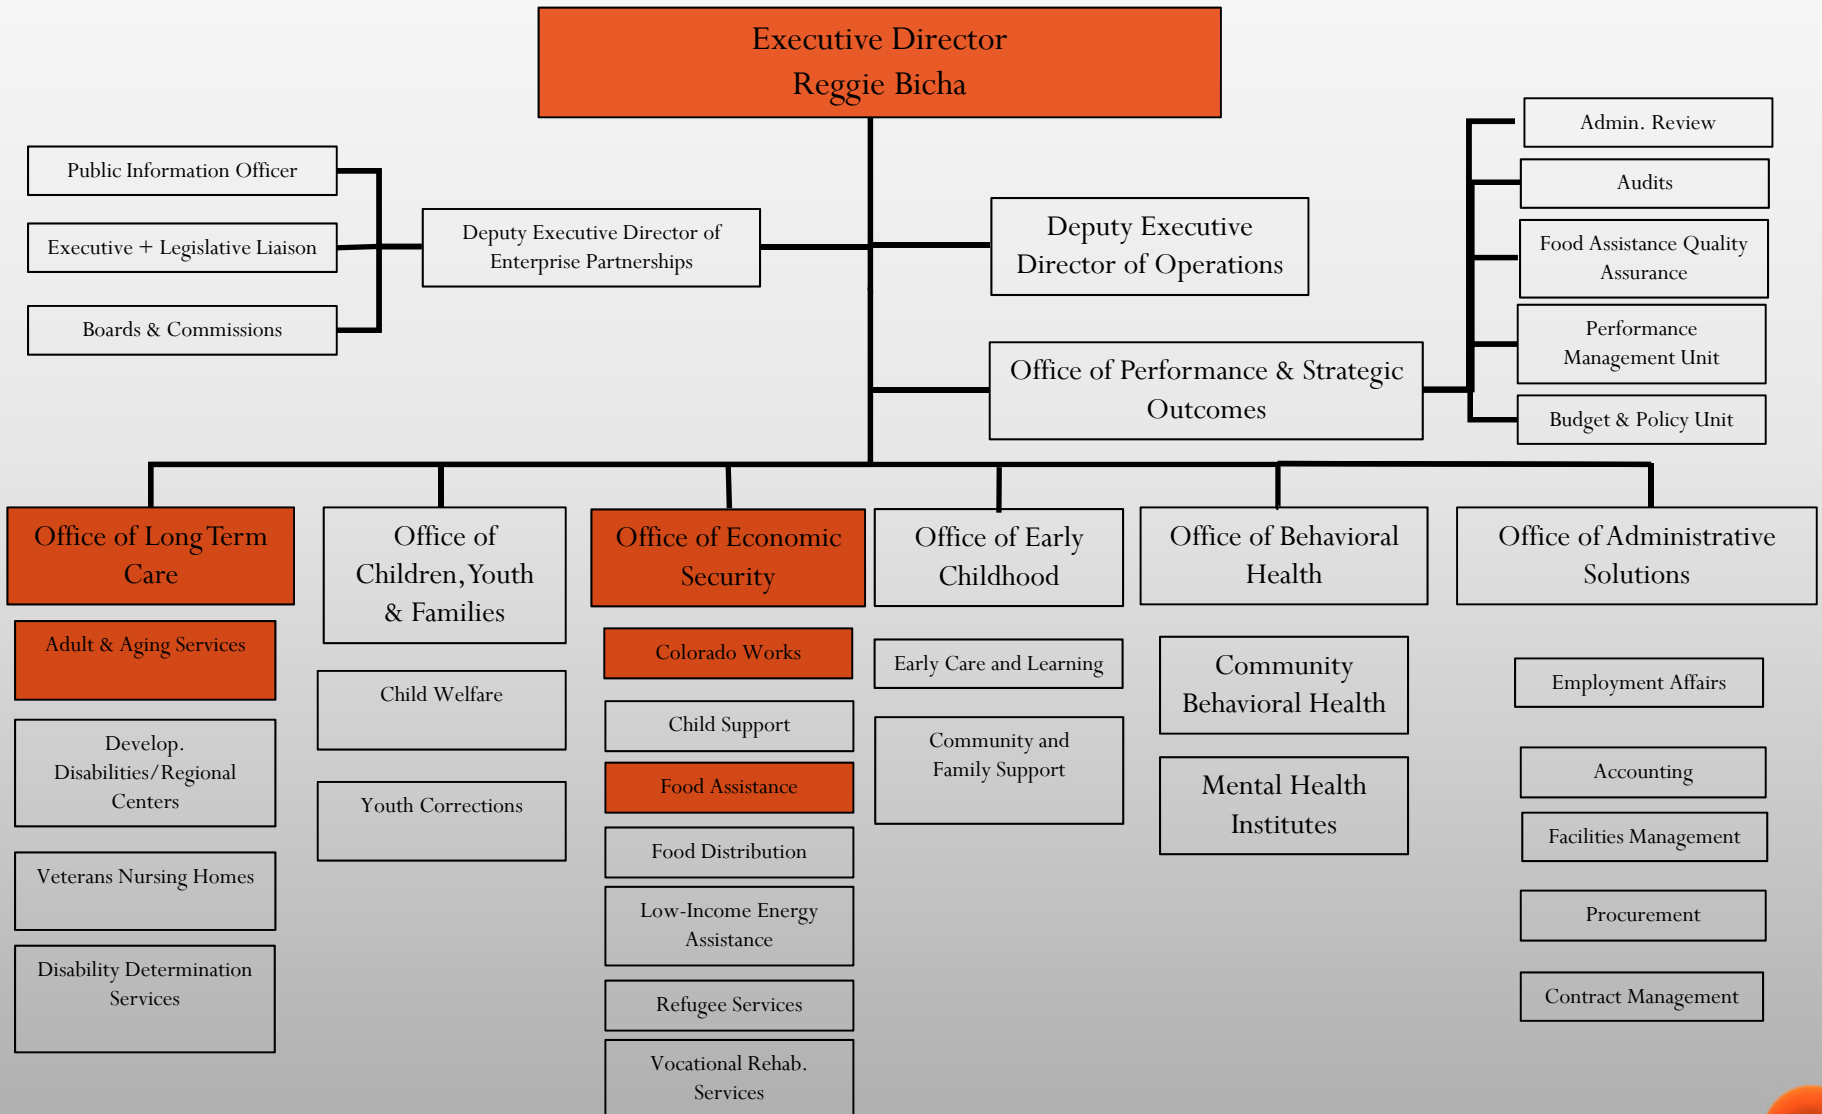 Executive Director
Reggie Bicha
Public Information Officer
Executive + Legislative Liaison
Boards & Commissions
Deputy Executive Director of
Enterprise Partnerships
Deputy Executive
Director of Operations
Office of Performance & Strategic
Outcomes
Admin. Review
Audits
Food Assistance Quality
Assurance
Performance
Management Unit
Budget & Policy Unit
Office of Long Term
Care
Adult & Aging Services
Develop.
Disabilities/Regional
Centers
Veterans Nursing Homes
Disability Determination
Services
Office of
Children, Youth
& Families
Child Welfare
Youth Corrections
Office of Economic
Security
Colorado Works
Child Support
Food Assistance
Food Distribution
Low-Income Energy
Assistance
Refugee Services
Vocational Rehab.
Services
Office of Early
Childhood
Early Care and Learning
Community and
Family Support
Office of Behavioral
Health
Community
Behavioral Health
Mental Health
Institutes
Office of Administrative
Solutions
Employment Affairs
Accounting
Facilities Management
Procurement
Contract Management